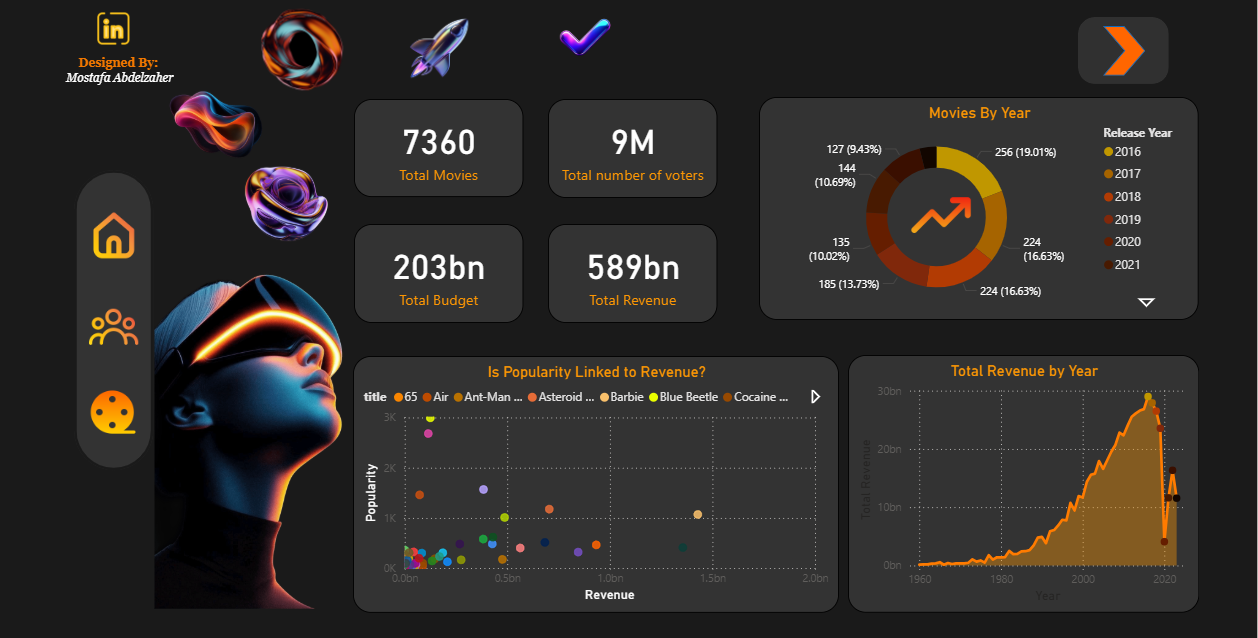 in
Designed By:
Mostafa Abdelzaher
7360
Total Movies
9M
Total number of voters
203bn
Total Budget
589bn
Total Revenue
Movies By Year
127 (9.43%)
256 (19.01%)
144
(10.69%)
135
(10.02%)
224
(16.63%)
185 (13.73%)
224 (16.63%)
Release Year
2016
2017
2018
2019
2020
2021
Is Popularity Linked to Revenue?
title 65 Air Ant-Man ... Asteroid ... Barbie Blue Beetle Cocaine ...
Popularity
3K
2K
1K
0K
0.0bn 0.5bn 1.0bn 1.5bn 2.0bn
Revenue
Total Revenue by Year
Total Revenue
30bn
20bn
10bn
0bn
1960 1980 2000 2020
Year